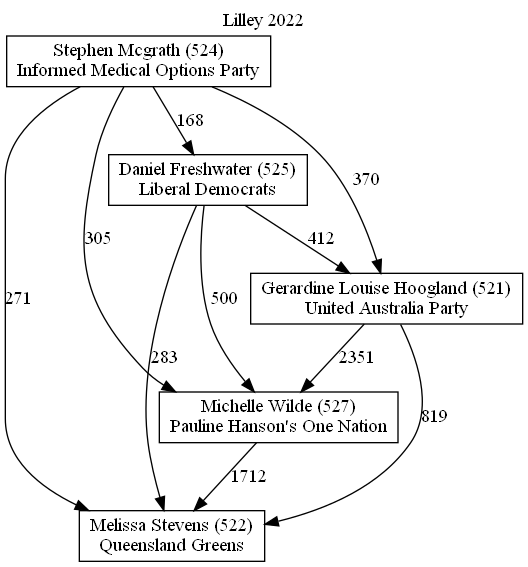 Lilley 2022
Stephen Mcgrath (524)
Informed Medical Options Party
168
Daniel Freshwater (525)
Liberal Democrats
370
305
412
Gerardine Louise Hoogland (521)
United Australia Party
271
500
283
2351
Michelle Wilde (527)
Pauline Hanson's One Nation
819
1712
Melissa Stevens (522)
Queensland Greens